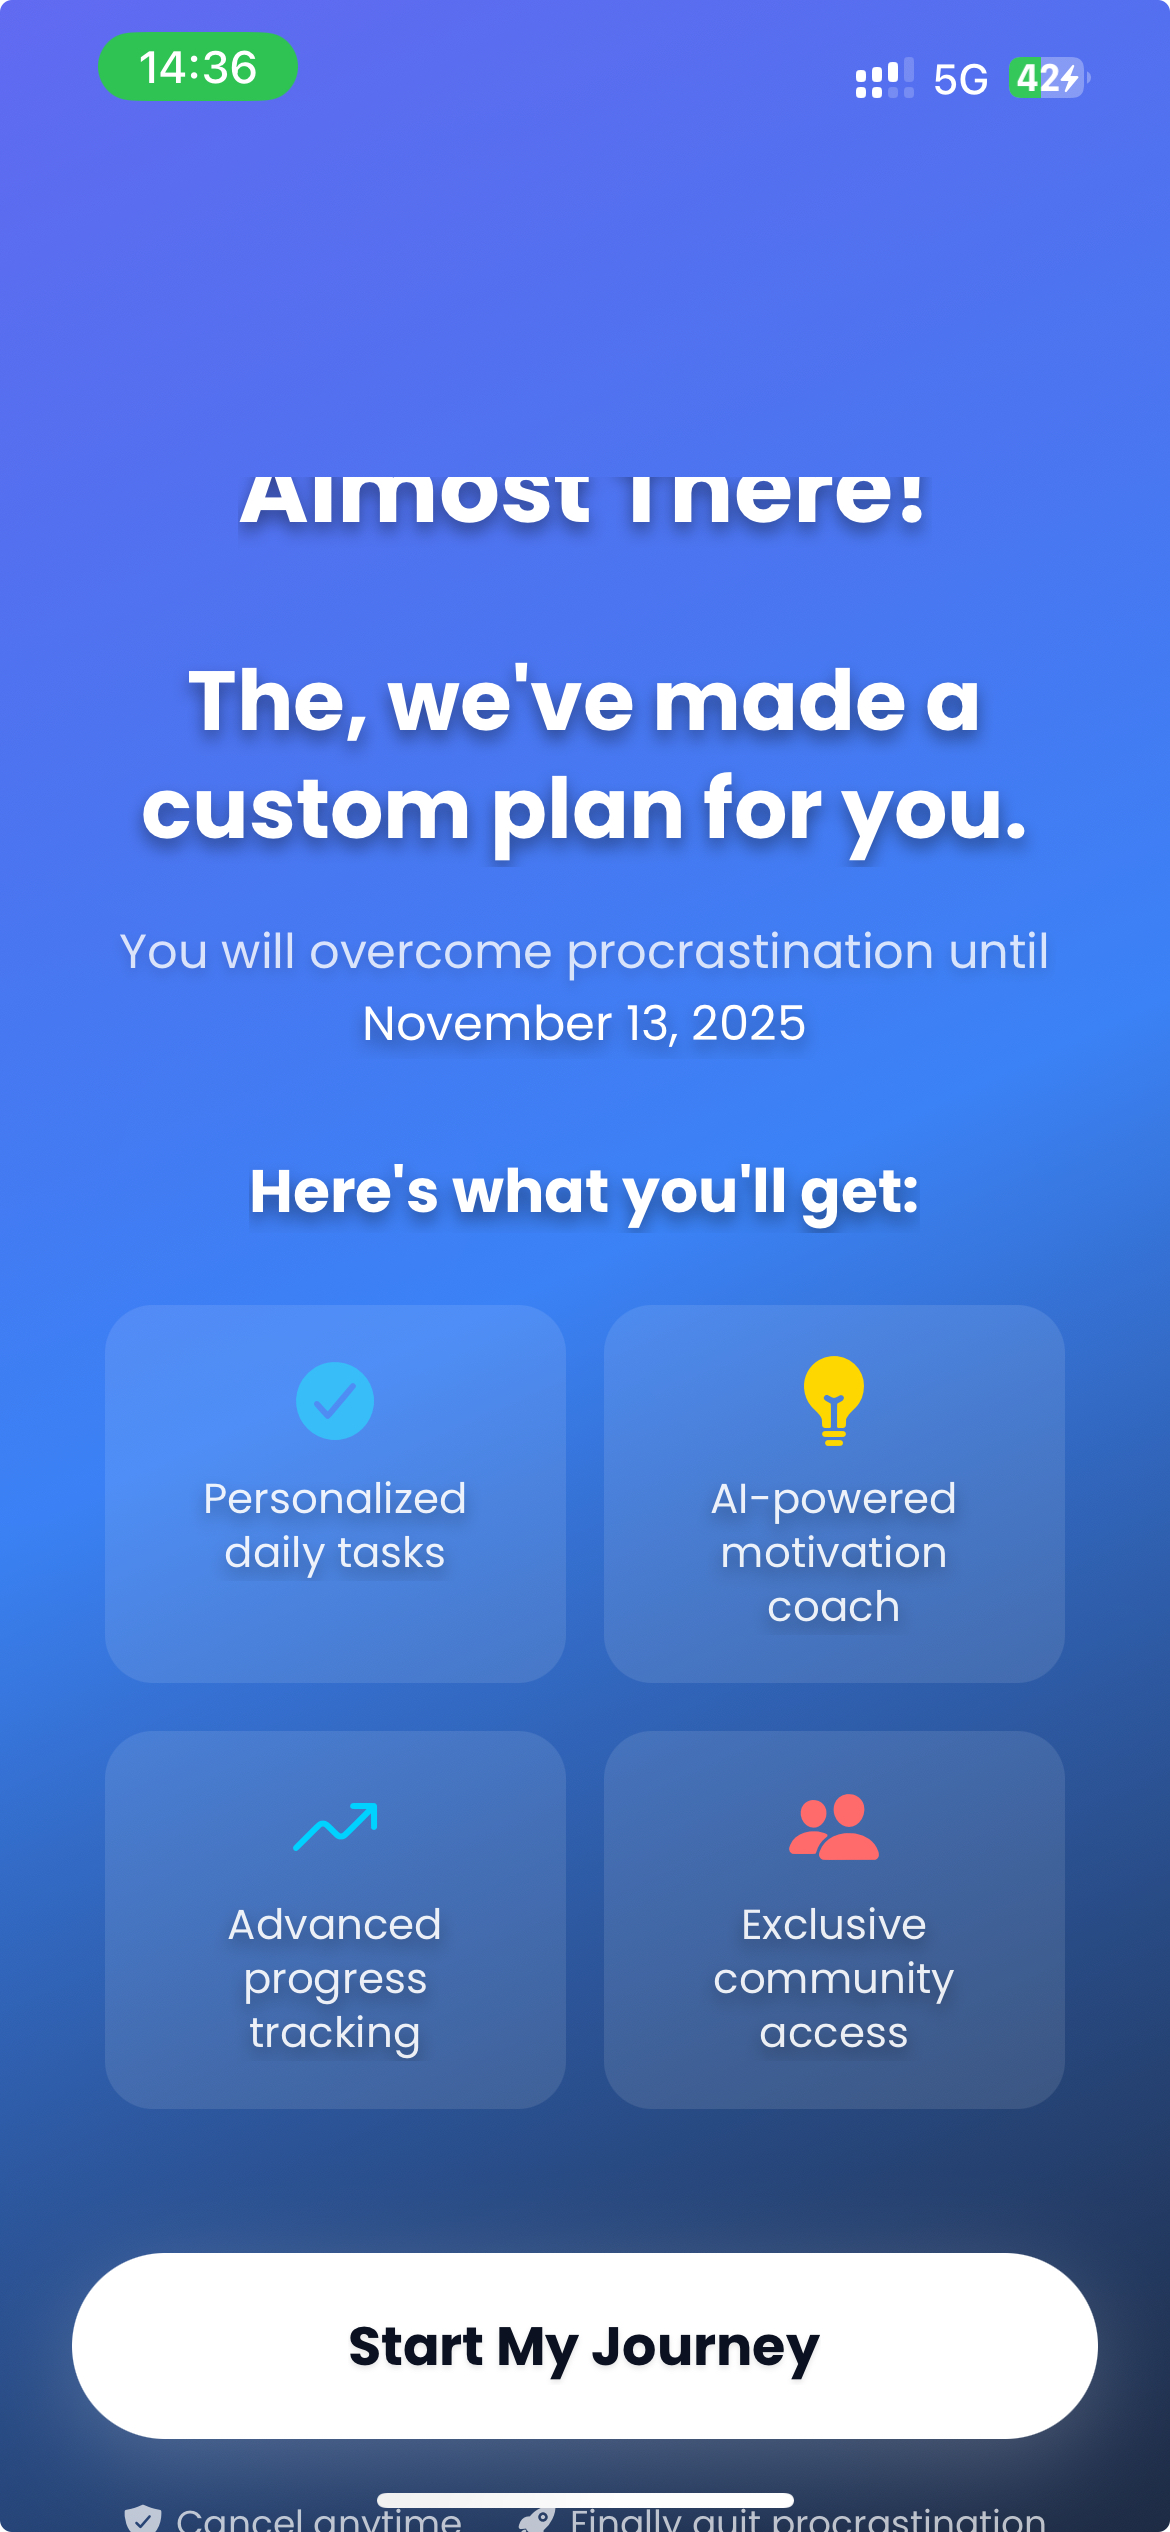 14:36
5G
42
Almost There!
The, we've made a
custom plan for you.
You will overcome procrastination until
November 13, 2025
Here's what you'll get:
Personalized
daily tasks
AI-powered
motivation
coach
Advanced
progress
tracking
Exclusive
community
access
Start My Journey
Cancel anytime
Finally quit procrastination